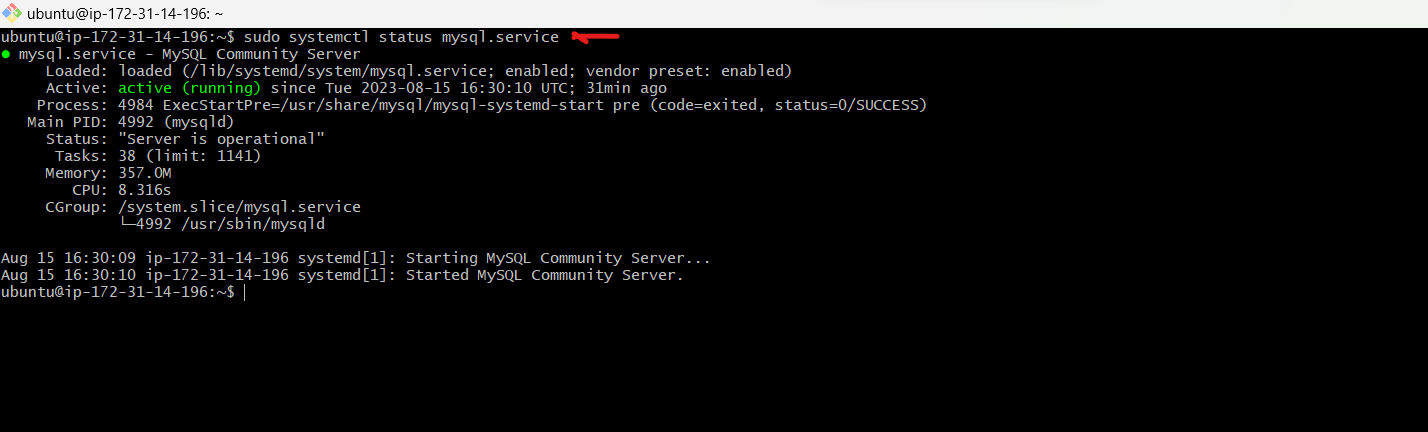 ubuntu@ip-172-31-14-196: ~
ubuntu@ip-172-31-14-196:~$ sudo systemctl status mysql.service
● mysql.service - MySQL Community Server
     Loaded: loaded (/lib/systemd/system/mysql.service; enabled; vendor preset: enabled)
     Active: active (running) since Tue 2023-08-15 16:30:10 UTC; 31min ago
    Process: 4984 ExecStartPre=/usr/share/mysql/mysql-systemd-start pre (code=exited, status=0/SUCCESS)
   Main PID: 4992 (mysqld)
     Status: "Server is operational"
      Tasks: 38 (limit: 1141)
     Memory: 357.0M
        CPU: 8.316s
     CGroup: /system.slice/mysql.service
             └─4992 /usr/sbin/mysqld
Aug 15 16:30:09 ip-172-31-14-196 systemd[1]: Starting MySQL Community Server...
Aug 15 16:30:10 ip-172-31-14-196 systemd[1]: Started MySQL Community Server.
ubuntu@ip-172-31-14-196:~$